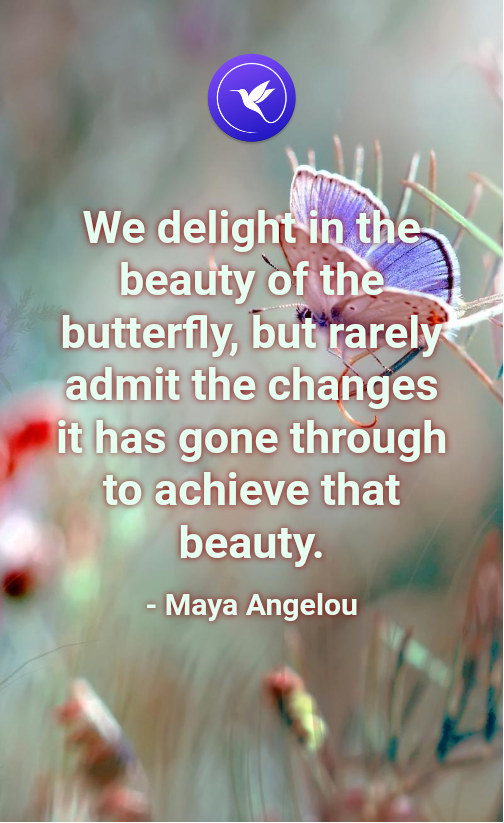 We delight in the
beauty of the
butterfly, but rarely
admit the changes
it has gone through
to achieve that
beauty.
- Maya Angelou